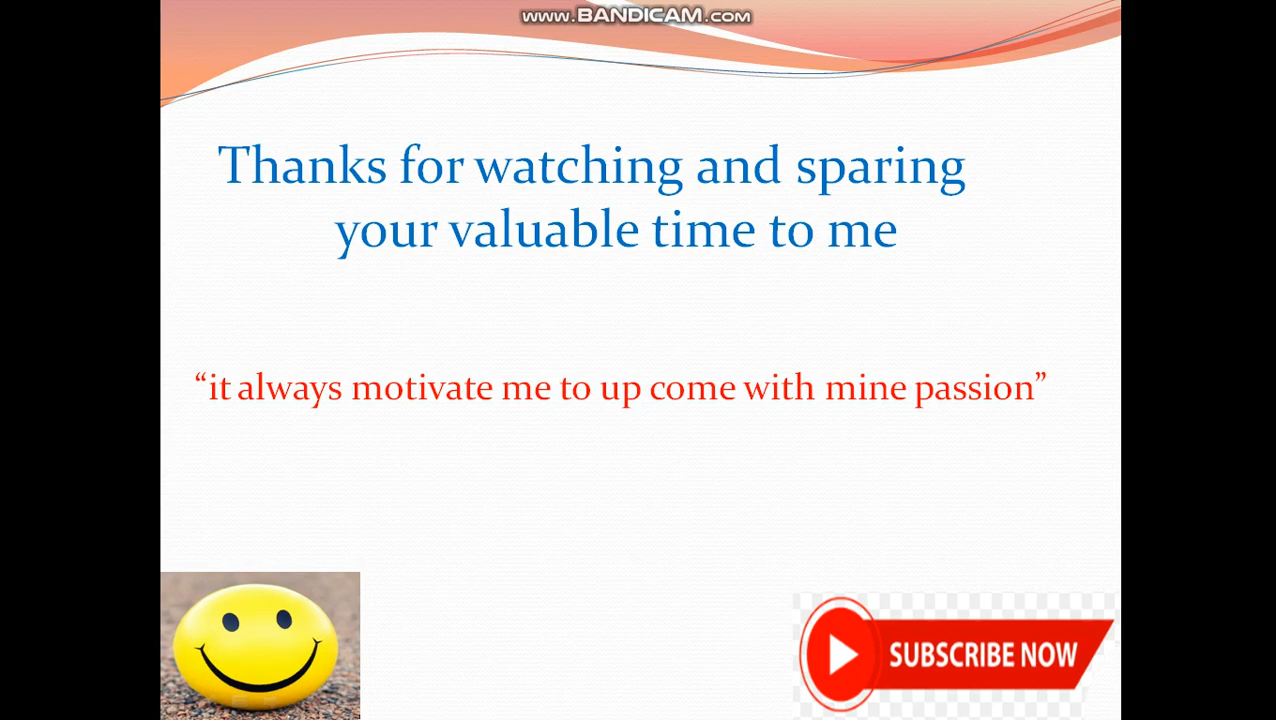 www.BANDICAM.com
Thanks for watching and sparing
your valuable time to me
“it always motivate me to up come with mine passion”
SUBSCRIBE NOW